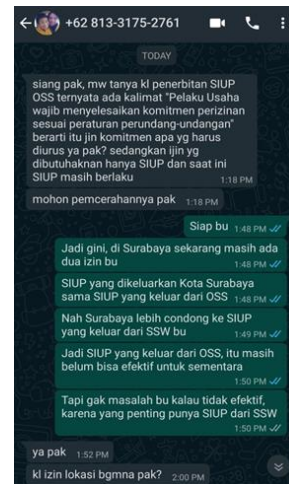 +62 813-3175-2761
TODAY
siang pak, mw tanya kl penerbitan SIUP
OSS ternyata ada kalimat "Pelaku Usaha
wajib menyelesaikan komitmen perizinan
sesuai peraturan perundang-undangan"
berarti itu jin komitmen apa yg harus
diurus ya pak? sedangkan ijin yg
dibutuhaknan hanya SIUP dan saat ini
SIUP masih berlaku
1:18 PM
mohon pemcerahannya pak 1:18 PM
Siap bu 1:48 PM
Jadi gini, di Surabaya sekarang masih ada
dua izin bu
1:48 PM
SIUP yang dikeluarkan Kota Surabaya
sama SIUP yang keluar dari OSS 1:48 PM
Nah Surabaya lebih condong ke SIUP
yang keluar dari SSW bu
1:49 PM
Jadi SIUP yang keluar dari OSS, itu masih
belum bisa efektif untuk sementara
1:50 PM
Tapi gak masalah bu kalau tidak efektif,
karena yang penting punya SIUP dari SSW
1:50 PM
ya pak 1:52 PM
kl izin lokasi bgmna pak? 2:00 PM